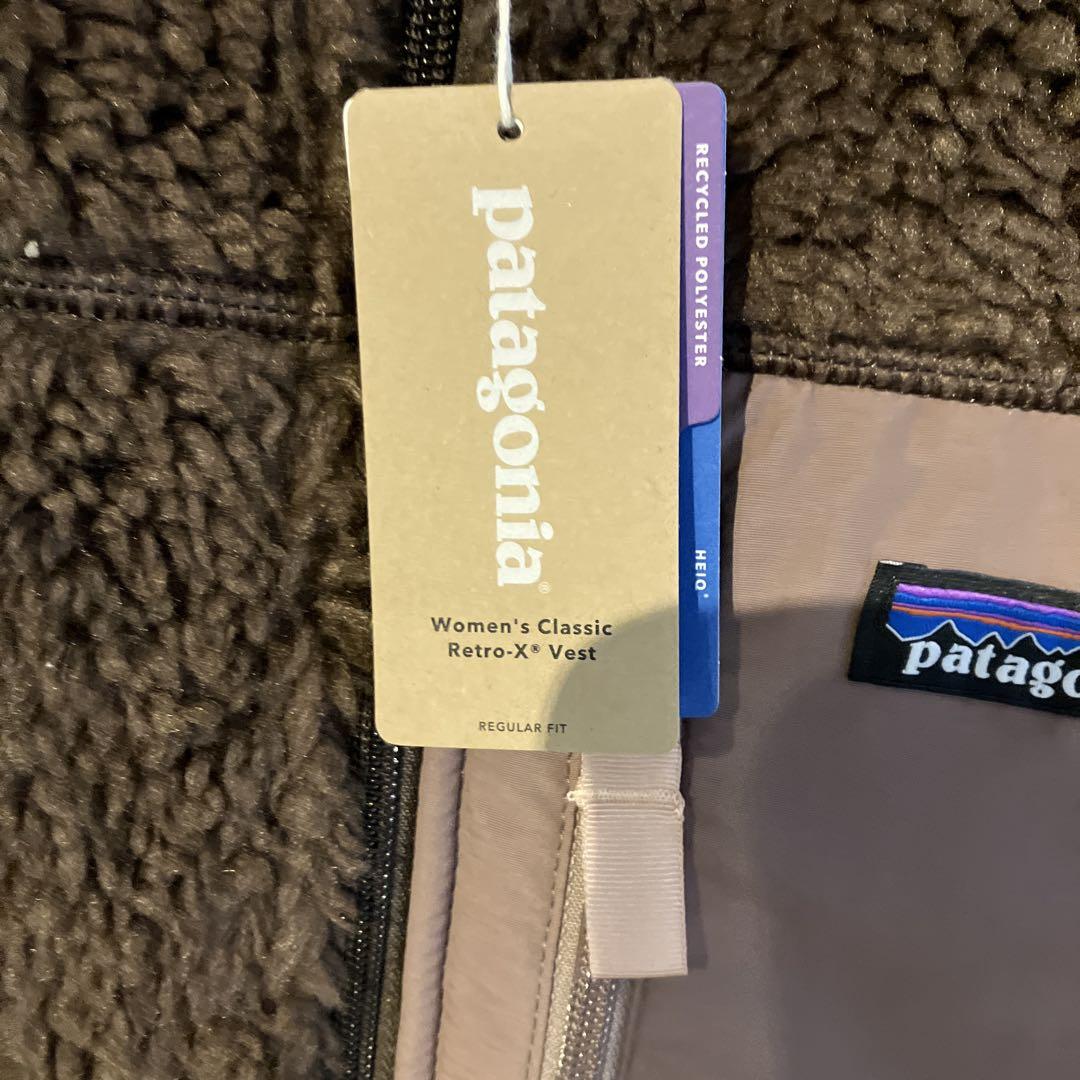 patagonia®
Women's Classic
Retro-X® Vest
REGULAR FIT
RECYCLED POLYESTER
HEIQ®
patago